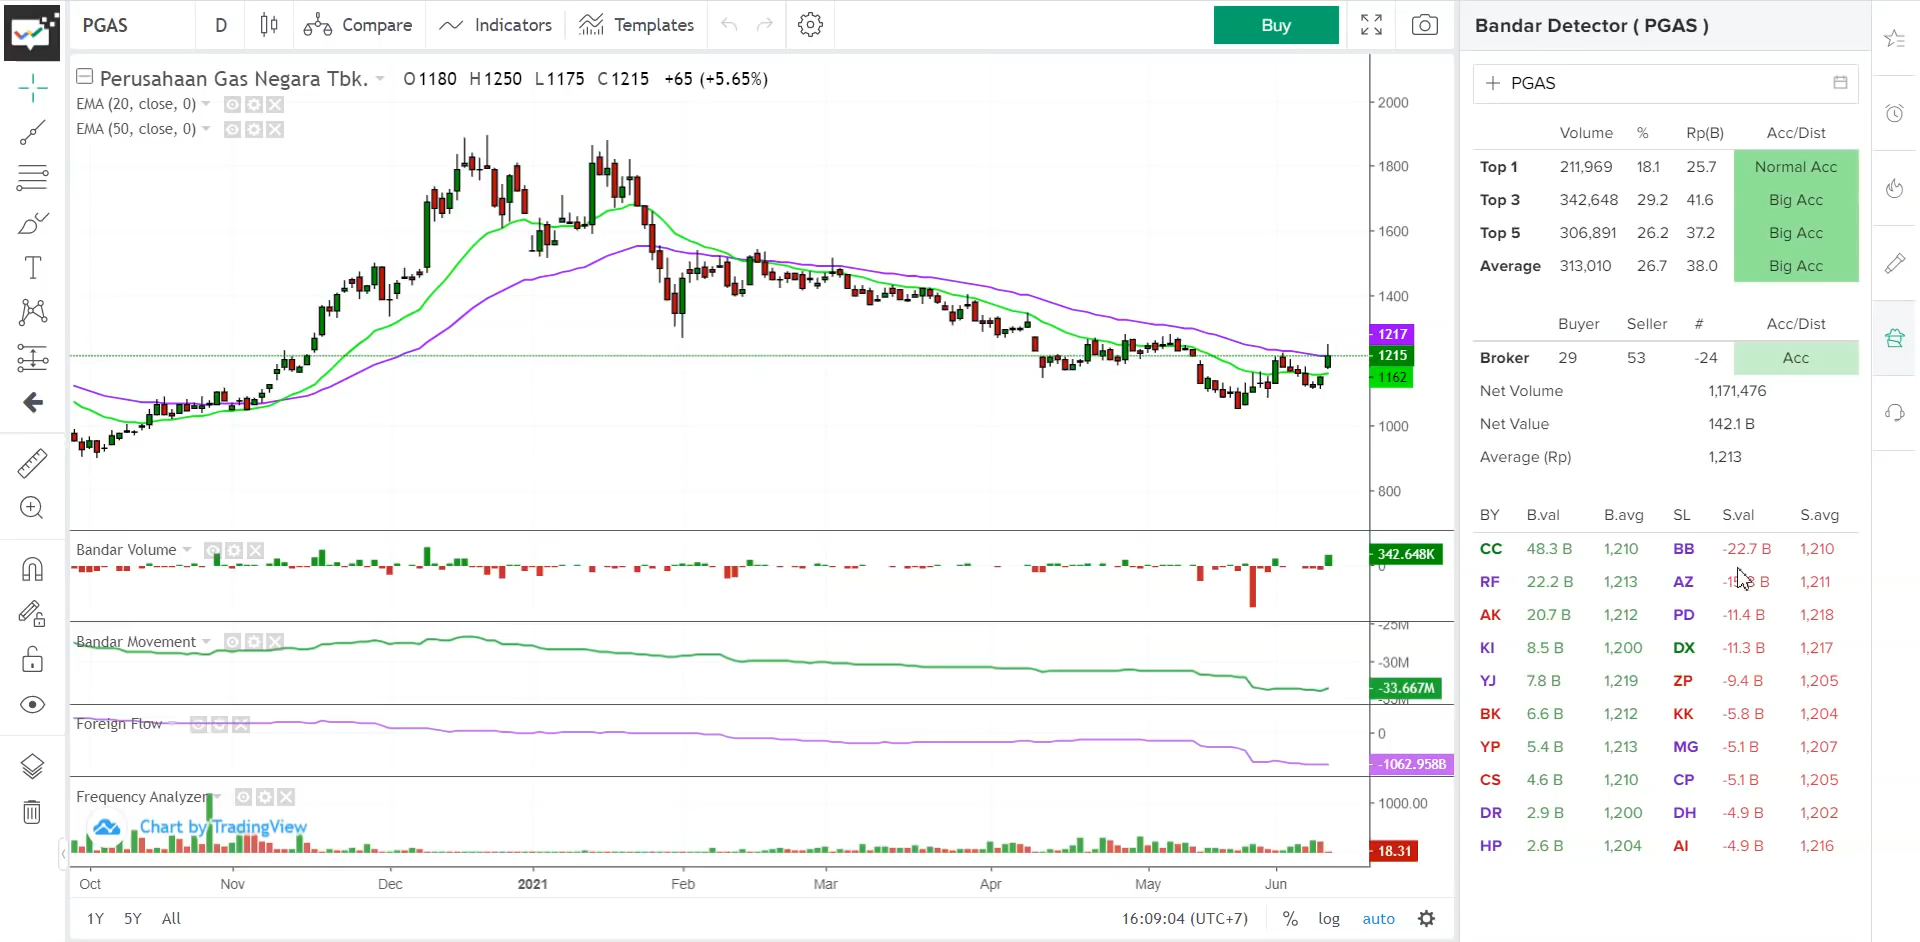 PGAS D Compare Indicators Templates Buy
Perusahaan Gas Negara Tbk. O1180 H1250 L1175 C1215 +65 (+5.65%)
EMA (20, close, 0)
EMA (50, close, 0)
2000
1800
1600
1400
1217
1215
1162
1000
800
Bandar Volume
342.648K
0
Bandar Movement
-25M
-30M
-33.667M
-35M
Foreign Flow
0
-1062.958B
Frequency Analyzer
1000.00
Chart by TradingView
18.31
Oct Nov Dec 2021 Feb Mar Apr May Jun
1Y 5Y All 16:09:04 (UTC+7) % log auto
Bandar Detector ( PGAS )
PGAS
Volume % Rp(B) Acc/Dist
Top 1 211,969 18.1 25.7 Normal Acc
Top 3 342,648 29.2 41.6 Big Acc
Top 5 306,891 26.2 37.2 Big Acc
Average 313,010 26.7 38.0 Big Acc
Buyer Seller # Acc/Dist
Broker 29 53 -24 Acc
Net Volume 1,171,476
Net Value 142.1 B
Average (Rp) 1,213
BY B.val B.avg SL S.val S.avg
CC 48.3 B 1,210 BB -22.7 B 1,210
RF 22.2 B 1,213 AZ B 1,211
AK 20.7 B 1,212 PD -11.4 B 1,218
KI 8.5 B 1,200 DX -11.3 B 1,217
YJ 7.8 B 1,219 ZP -9.4 B 1,205
BK 6.6 B 1,212 KK -5.8 B 1,204
YP 5.4 B 1,213 MG -5.1 B 1,207
CS 4.6 B 1,210 CP -5.1 B 1,205
DR 2.9 B 1,200 DH -4.9 B 1,202
HP 2.6 B 1,204 AI -4.9 B 1,216